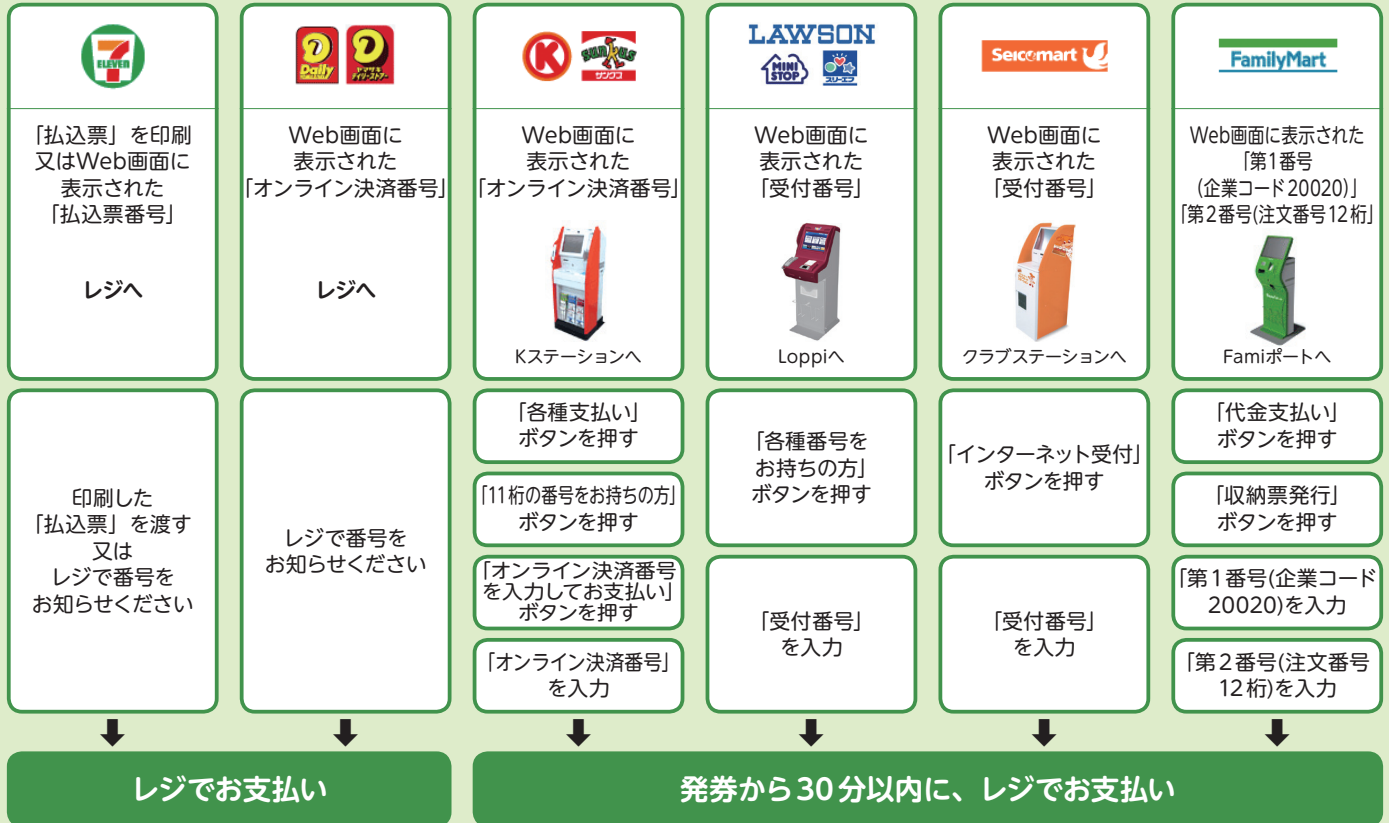 7
ELEVEN
「払込票」を印刷
又はWeb画面に
表示された
「払込票番号」
レジへ
印刷した
「払込票」を渡す
又は
レジで番号を
お知らせください
Daily
ヤマザキ
デイリーストアー
Web画面に
表示された
「オンライン決済番号」
レジへ
レジで番号を
お知らせください
K
sunkus
サンクス
Web画面に
表示された
「オンライン決済番号」
Kステーションへ
「各種支払い」
ボタンを押す
「11桁の番号をお持ちの方」
ボタンを押す
「オンライン決済番号
を入力してお支払い」
ボタンを押す
「オンライン決済番号」
を入力
LAWSON
MINI
STOP
スリーエフ
Web画面に
表示された
「受付番号」
Loppiへ
「各種番号を
お持ちの方」
ボタンを押す
「受付番号」
を入力
Seicomart
Web画面に
表示された
「受付番号」
クラブステーションへ
「インターネット受付」
ボタンを押す
「受付番号」
を入力
FamilyMart
Web画面に表示された
「第1番号
(企業コード20020)」
「第2番号(注文番号12桁」
Famiポートへ
「代金支払い」
ボタンを押す
「収納票発行」
ボタンを押す
「第1番号(企業コード
20020)を入力
「第2番号(注文番号
12桁)を入力
レジでお支払い
発券から30分以内に、レジでお支払い